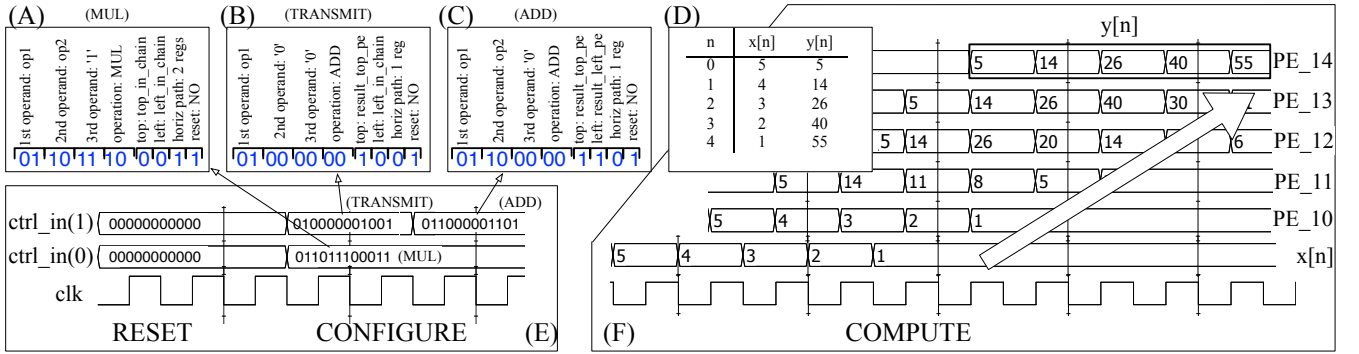 (A) (MUL)
1st operand: op1
2nd operand: op2
3rd operand: '1'
operation: MUL
top: top_in_chain
left: left_in_chain
horiz path: 2 regs
reset: NO
01 10 11 10 0 0 1 1
(B) (TRANSMIT)
1st operand: op1
2nd operand: '0'
3rd operand: '0'
operation: ADD
top: result_top_pe
left: left_in_chain
horiz path: 1 reg
reset: NO
01 00 00 00 1 0 0 1
(C) (ADD)
1st operand: op1
2nd operand: op2
3rd operand: '0'
operation: ADD
top: result_top_pe
left: result_left_pe
horiz path: 1 reg
reset: NO
01 10 00 00 1 1 0 1
(TRANSMIT) (ADD)
ctrl_in(1) 00000000000 010000001001 011000001101
ctrl_in(0) 00000000000 011011100011 (MUL)
clk
RESET CONFIGURE (E)
(D)
n x[n] y[n]
0 5 5
1 4 14
2 3 26
3 2 40
4 1 55
y[n]
5 14 26 40 55 PE_14
5 14 26 40 30 PE_13
5 14 26 20 14 6 PE_12
5 14 11 8 5 PE_11
5 4 3 2 1 PE_10
5 4 3 2 1 x[n]
(F) COMPUTE